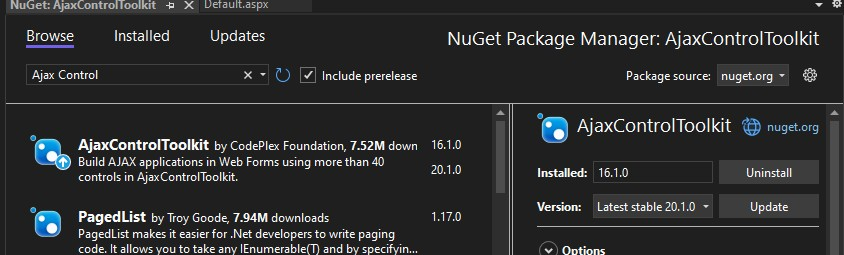 NuGet: AjaxControlToolkit
Default.aspx
Browse Installed Updates
NuGet Package Manager: AjaxControlToolkit
Ajax Control
Include prerelease
Package source: nuget.org
AjaxControlToolkit by CodePlex Foundation, 7.52M down 16.1.0
Build AJAX applications in Web Forms using more than 40 20.1.0
controls in AjaxControlToolkit.
PagedList by Troy Goode, 7.94M downloads 1.17.0
PagedList makes it easier for .Net developers to write paging
code. It allows you to take any IEnumerable(T) and by specifyin...
AjaxControlToolkit nuget.org
Installed: 16.1.0 Uninstall
Version: Latest stable 20.1.0 Update
Options